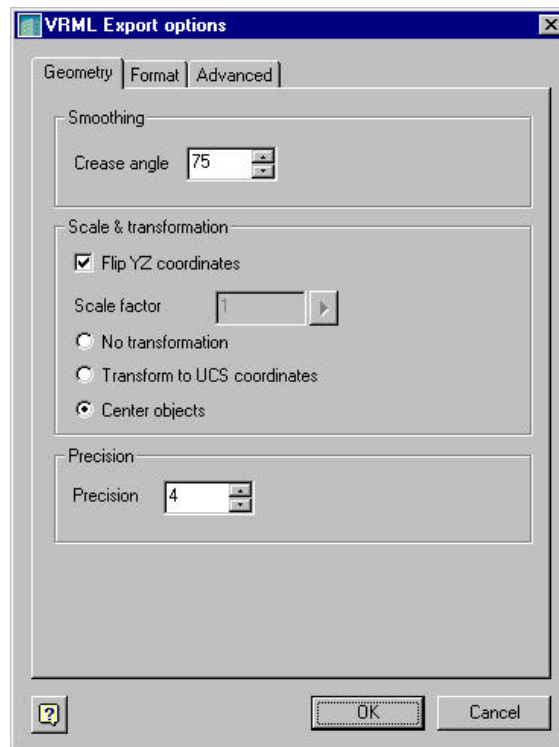 VRML Export options
Geometry Format Advanced
Smoothing
Crease angle 75
Scale & transformation
Flip YZ coordinates
Scale factor 1
No transformation
Transform to UCS coordinates
Center objects
Precision
Precision 4
? OK Cancel